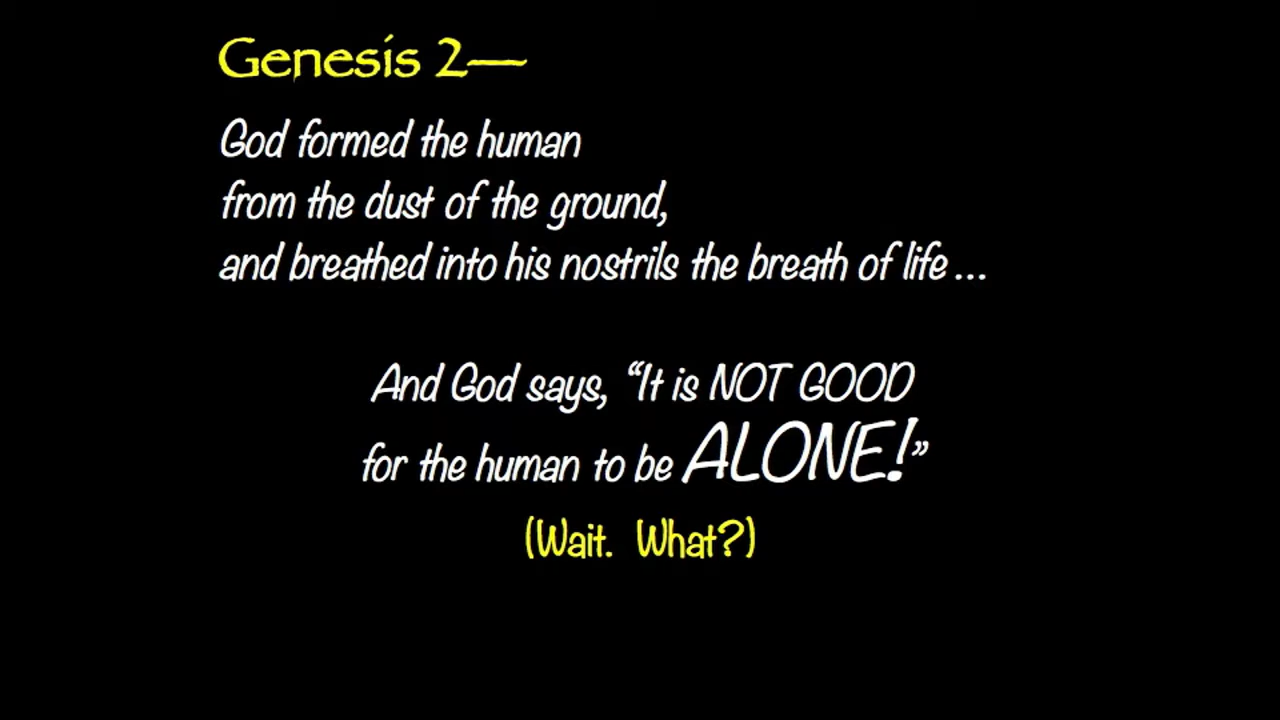 Genesis 2—
God formed the human
from the dust of the ground,
and breathed into his nostrils the breath of life ...
And God says, “It is NOT GOOD
for the human to be ALONE!”
(Wait. What?)